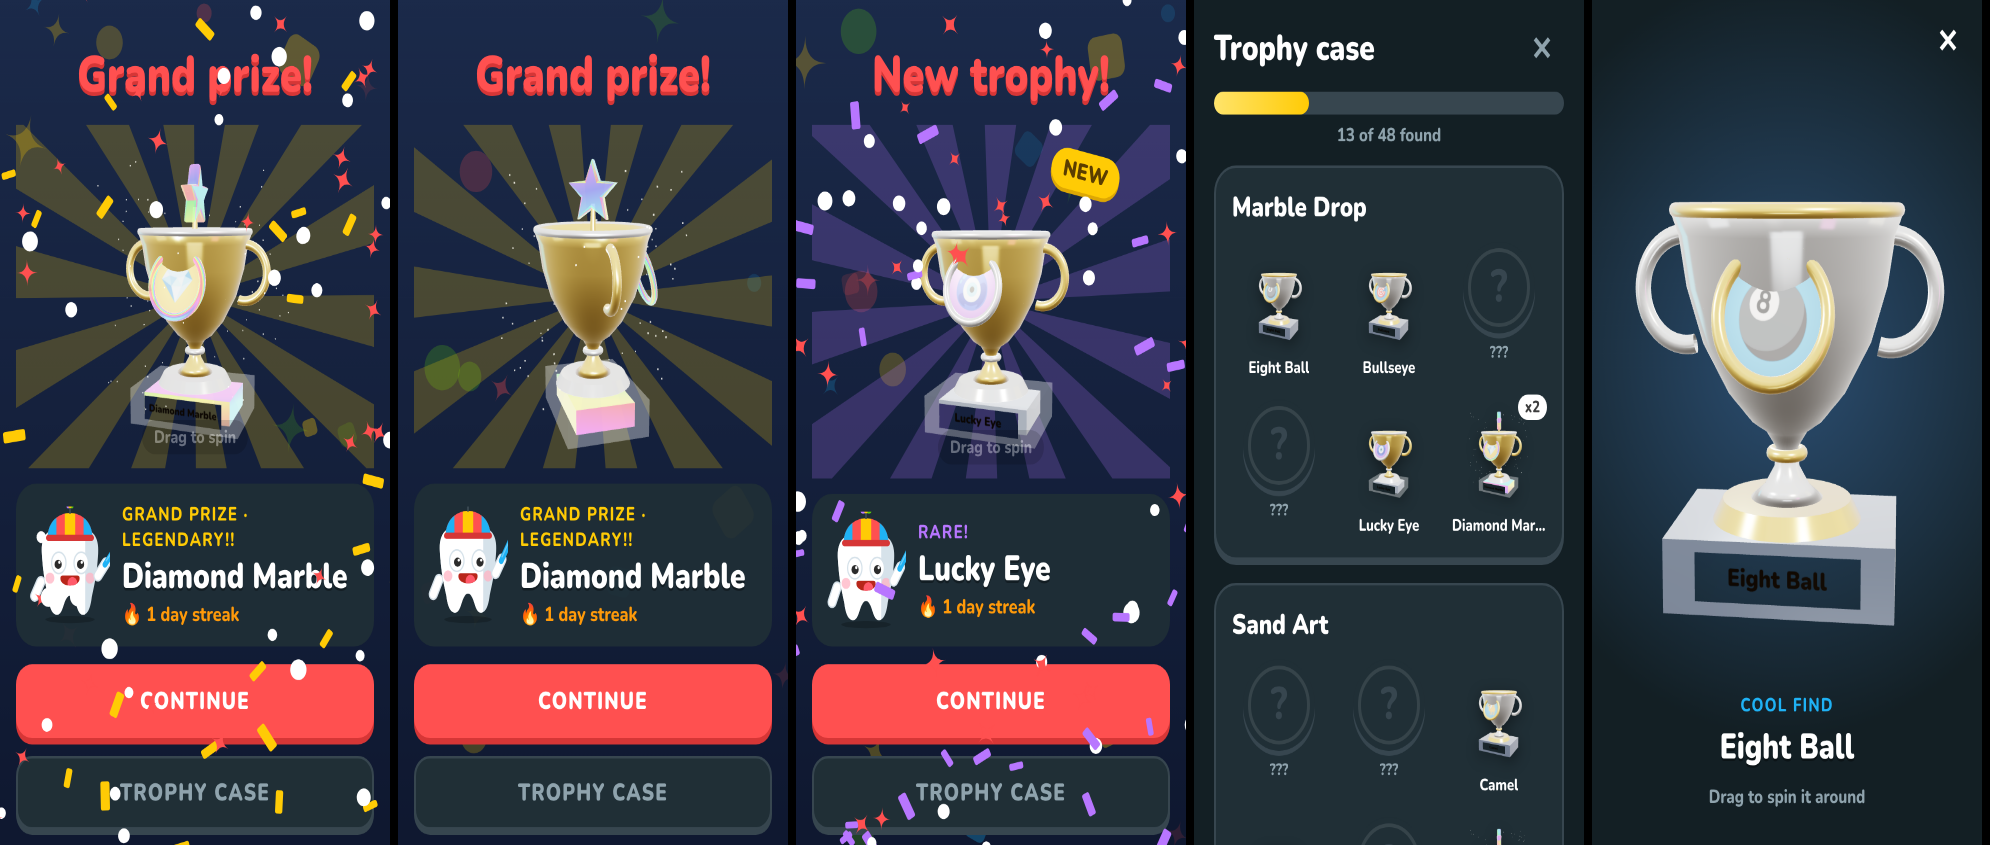 Grand prize!
Diamond Marble
Drag to spin
GRAND PRIZE ·
LEGENDARY!!
Diamond Marble
1 day streak
CONTINUE
TROPHY CASE
Grand prize!
GRAND PRIZE ·
LEGENDARY!!
Diamond Marble
1 day streak
CONTINUE
TROPHY CASE
New trophy!
NEW
Lucky Eye
Drag to spin
RARE!
Lucky Eye
1 day streak
CONTINUE
TROPHY CASE
Trophy case
X
13 of 48 found
Marble Drop
?
Eight Ball
Bullseye
???
?
x2
???
Lucky Eye
Diamond Mar...
Sand Art
? ?
??? ???
Camel
X
8
Eight Ball
COOL FIND
Eight Ball
Drag to spin it around